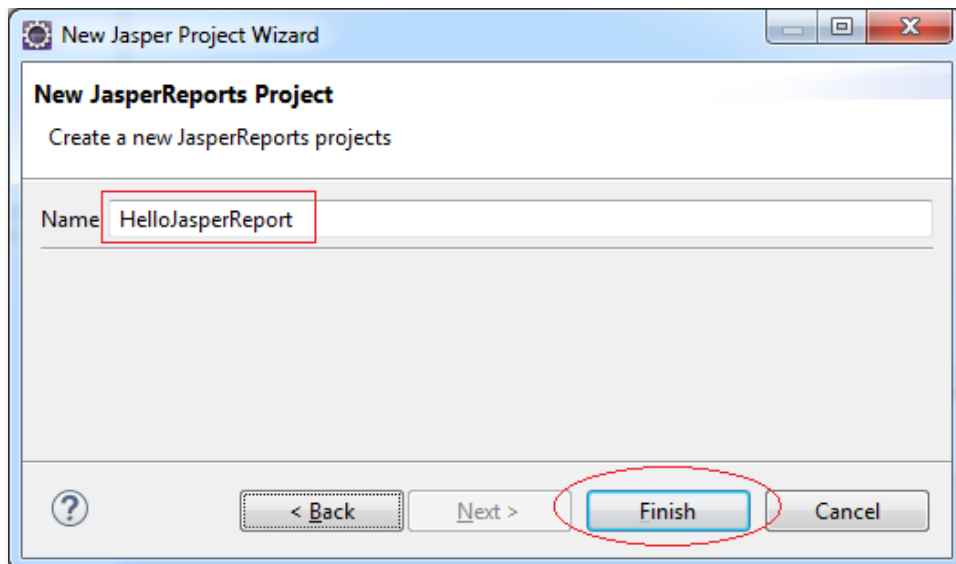 New Jasper Project Wizard
New JasperReports Project
Create a new JasperReports projects
Name HelloJasperReport
?
< Back Next > Finish Cancel